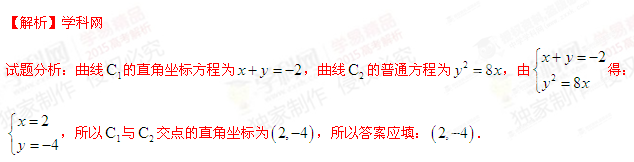 【解析】学科网
试题分析：曲线C₁的直角坐标方程为x+y=−2，曲线C₂的普通方程为y²=8x，由{x+y=−2 y²=8x得：
{x=2 y=−4，所以C₁与C₂交点的直角坐标为(2,−4)，所以答案应填：(2,−4)．